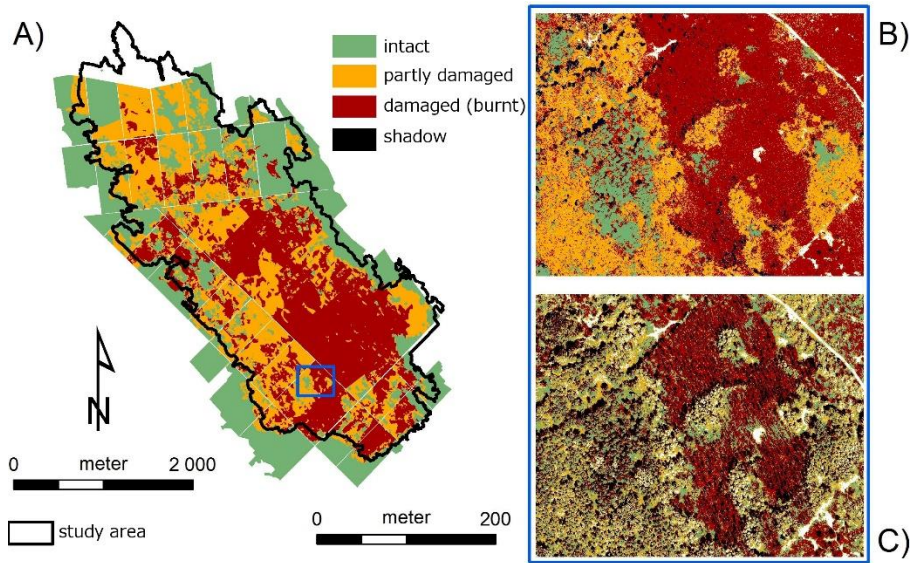 A)
intact
partly damaged
damaged (burnt)
shadow
B)
N
0 meter 2 000
0 meter 200
study area
C)